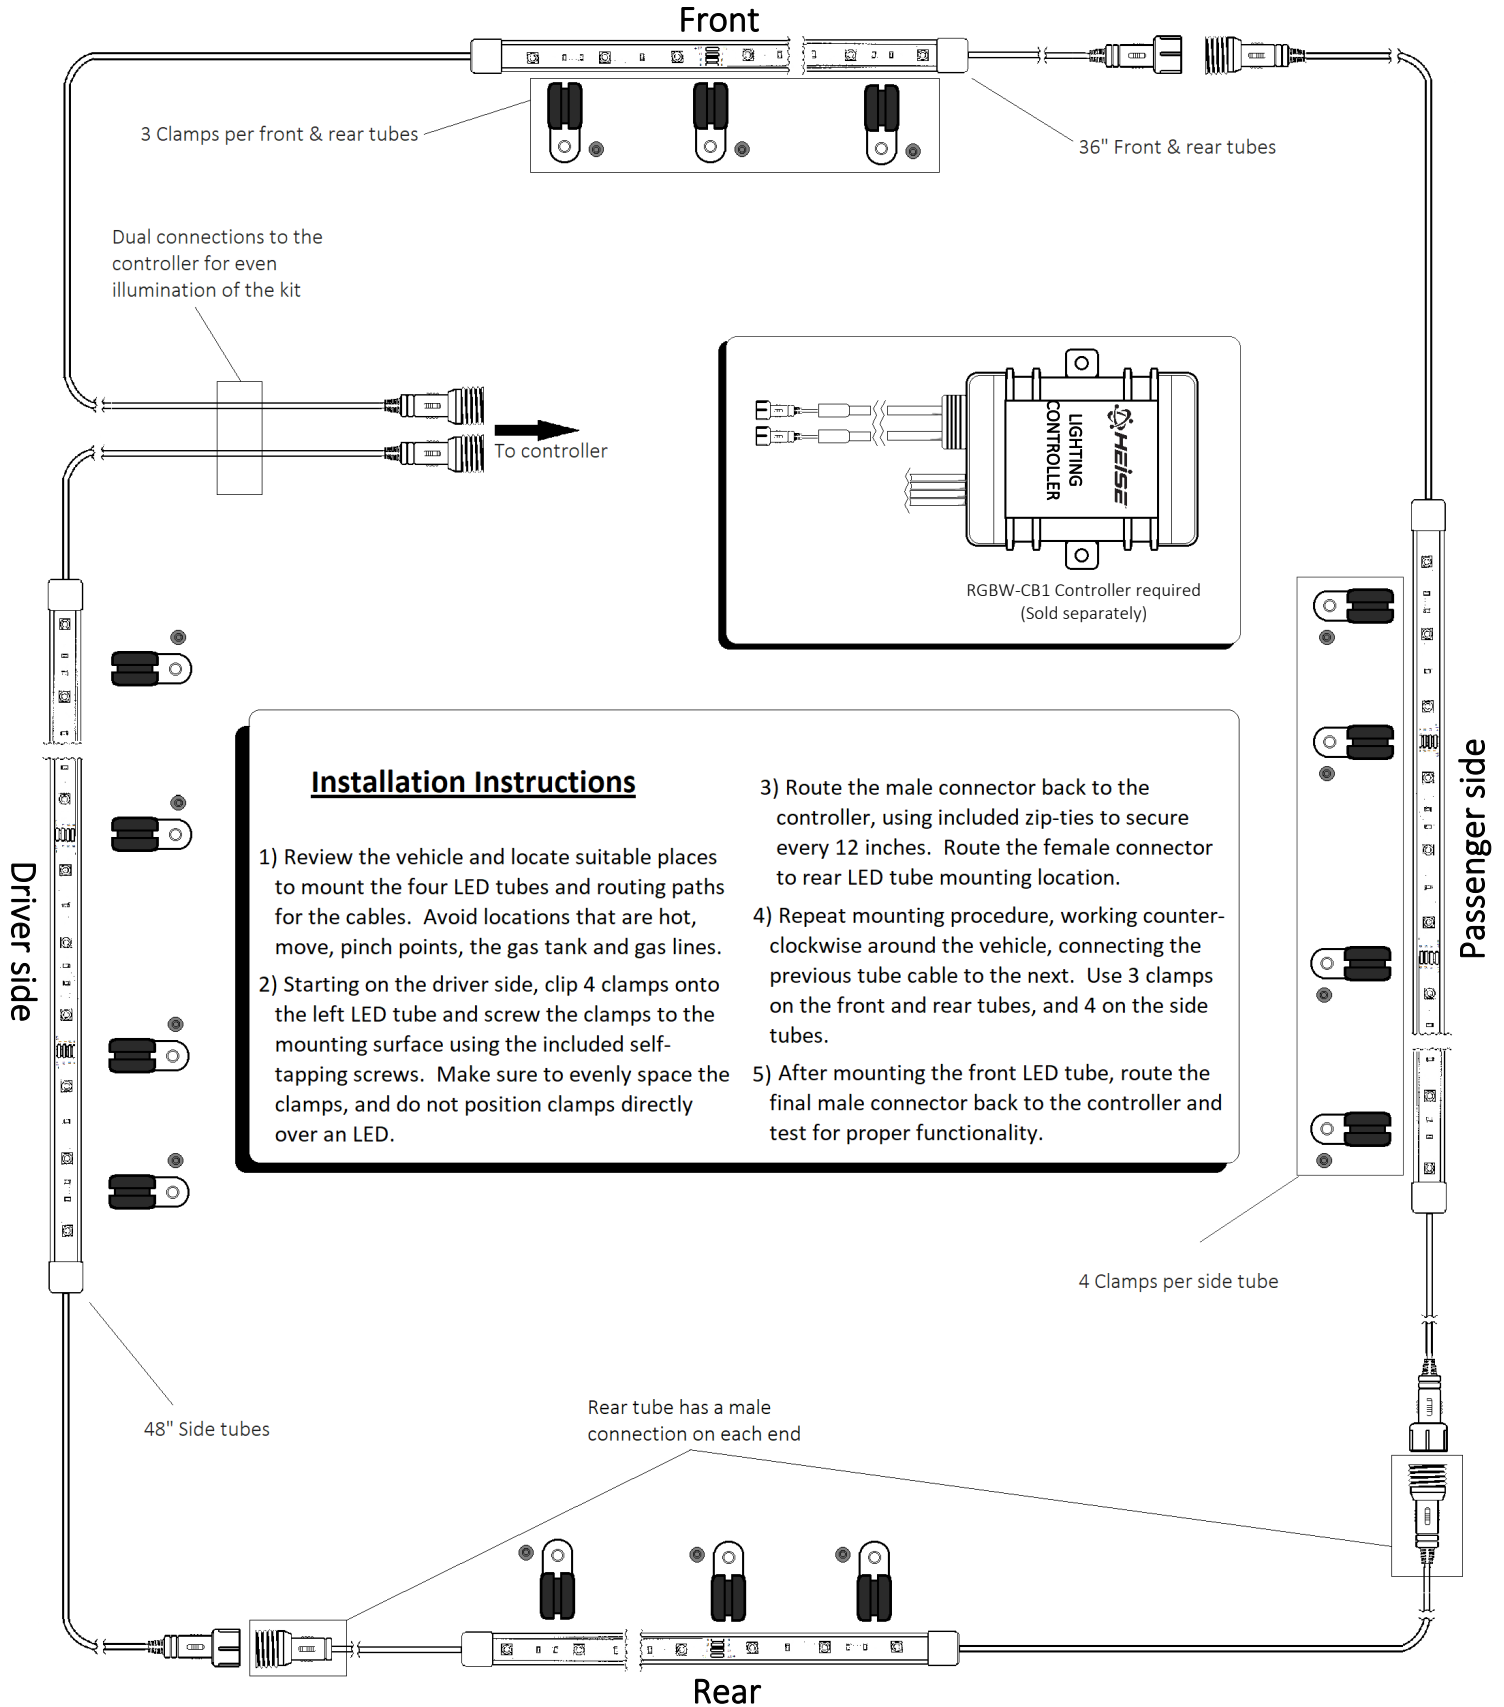 Front
3 Clamps per front & rear tubes
36" Front & rear tubes
Dual connections to the
controller for even
illumination of the kit
To controller
HEISE
LIGHTING
CONTROLLER
RGBW-CB1 Controller required
(Sold separately)
Driver side
Passenger side
Installation Instructions
1) Review the vehicle and locate suitable places
to mount the four LED tubes and routing paths
for the cables.  Avoid locations that are hot,
move, pinch points, the gas tank and gas lines.
2) Starting on the driver side, clip 4 clamps onto
the left LED tube and screw the clamps to the
mounting surface using the included self-
tapping screws.  Make sure to evenly space the
clamps, and do not position clamps directly
over an LED.
3) Route the male connector back to the
controller, using included zip-ties to secure
every 12 inches.  Route the female connector
to rear LED tube mounting location.
4) Repeat mounting procedure, working counter-
clockwise around the vehicle, connecting the
previous tube cable to the next.  Use 3 clamps
on the front and rear tubes, and 4 on the side
tubes.
5) After mounting the front LED tube, route the
final male connector back to the controller and
test for proper functionality.
4 Clamps per side tube
48" Side tubes
Rear tube has a male
connection on each end
Rear